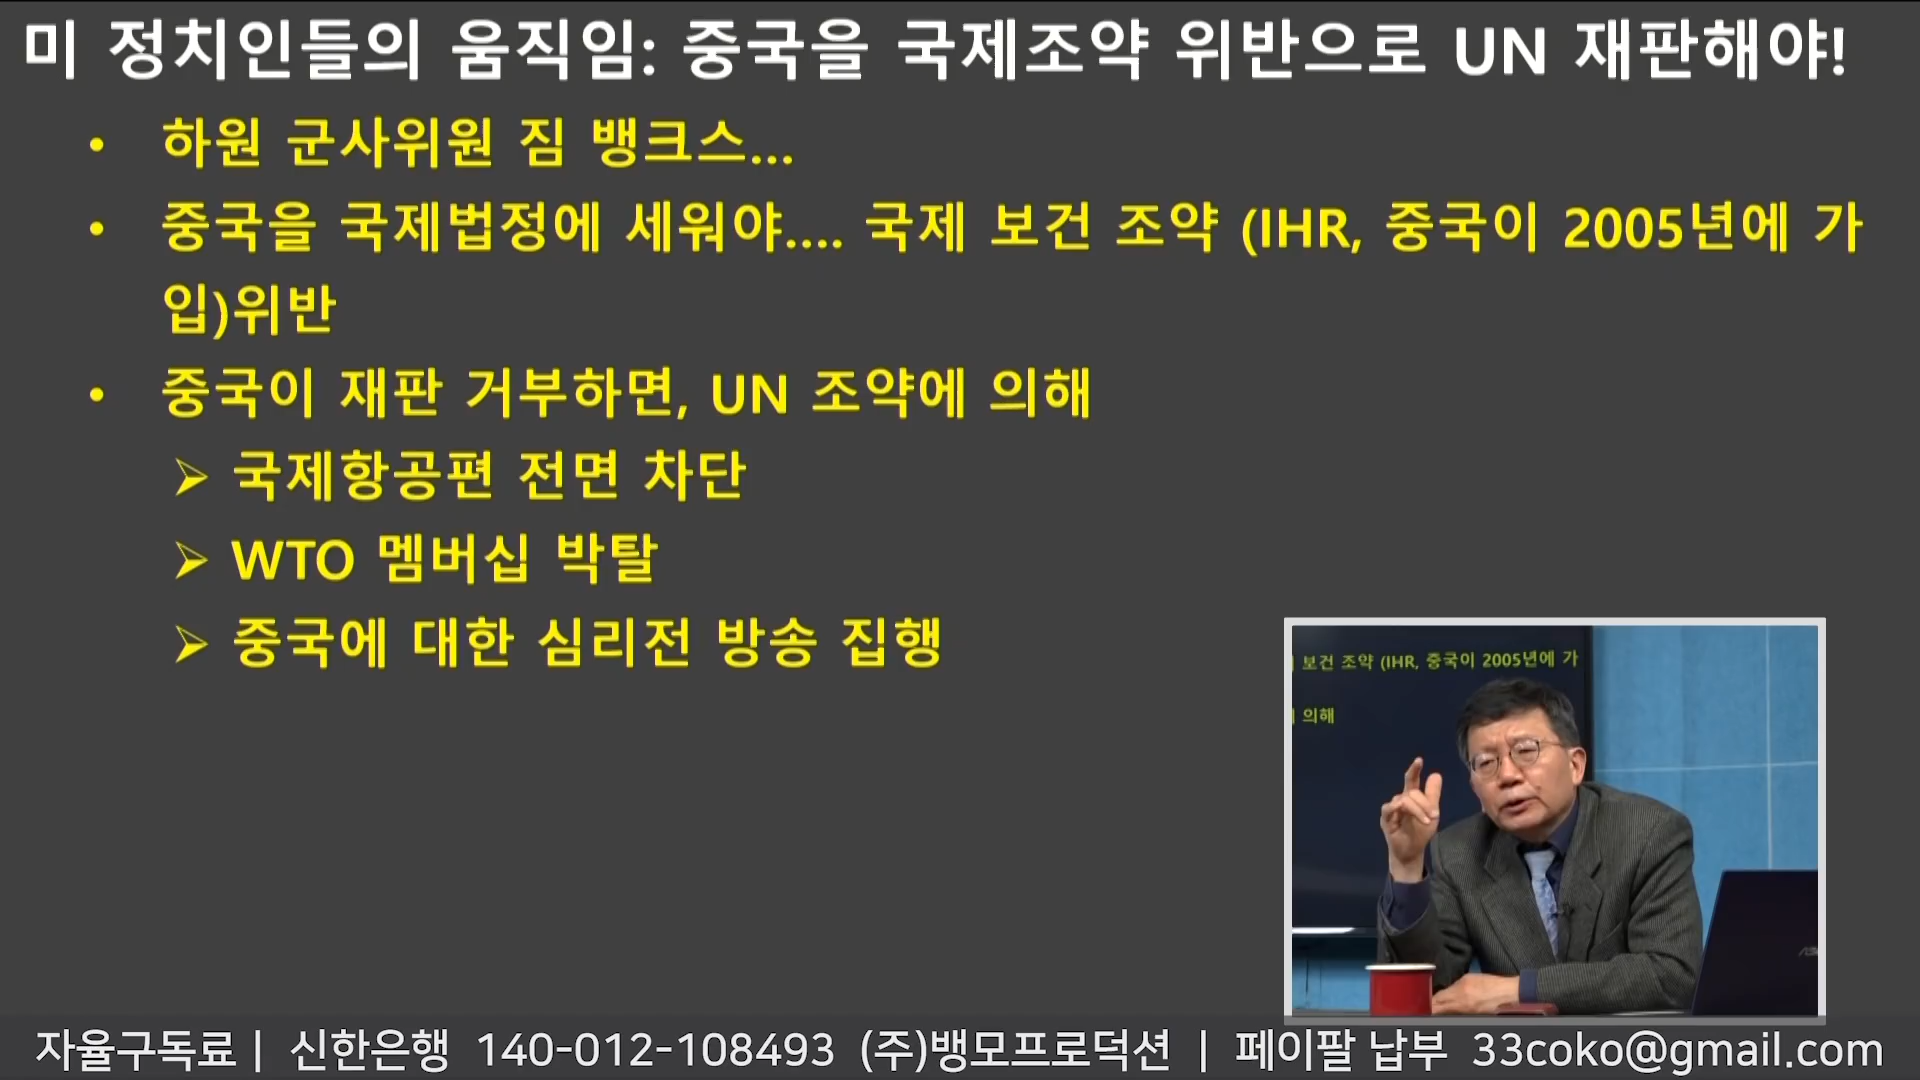 미 정치인들의 움직임: 중국을 국제조약 위반으로 UN 재판해야!
• 하원 군사위원 짐 뱅크스...
• 중국을 국제법정에 세워야.... 국제 보건 조약 (IHR, 중국이 2005년에 가
입)위반
• 중국이 재판 거부하면, UN 조약에 의해
➢ 국제항공편 전면 차단
➢ WTO 멤버십 박탈
➢ 중국에 대한 심리전 방송 집행
보건 조약 (IHR, 중국이 2005년에 가
의해
자율구독료 | 신한은행 140-012-108493 (주)뱅모프로덕션 | 페이팔 납부 33coko@gmail.com